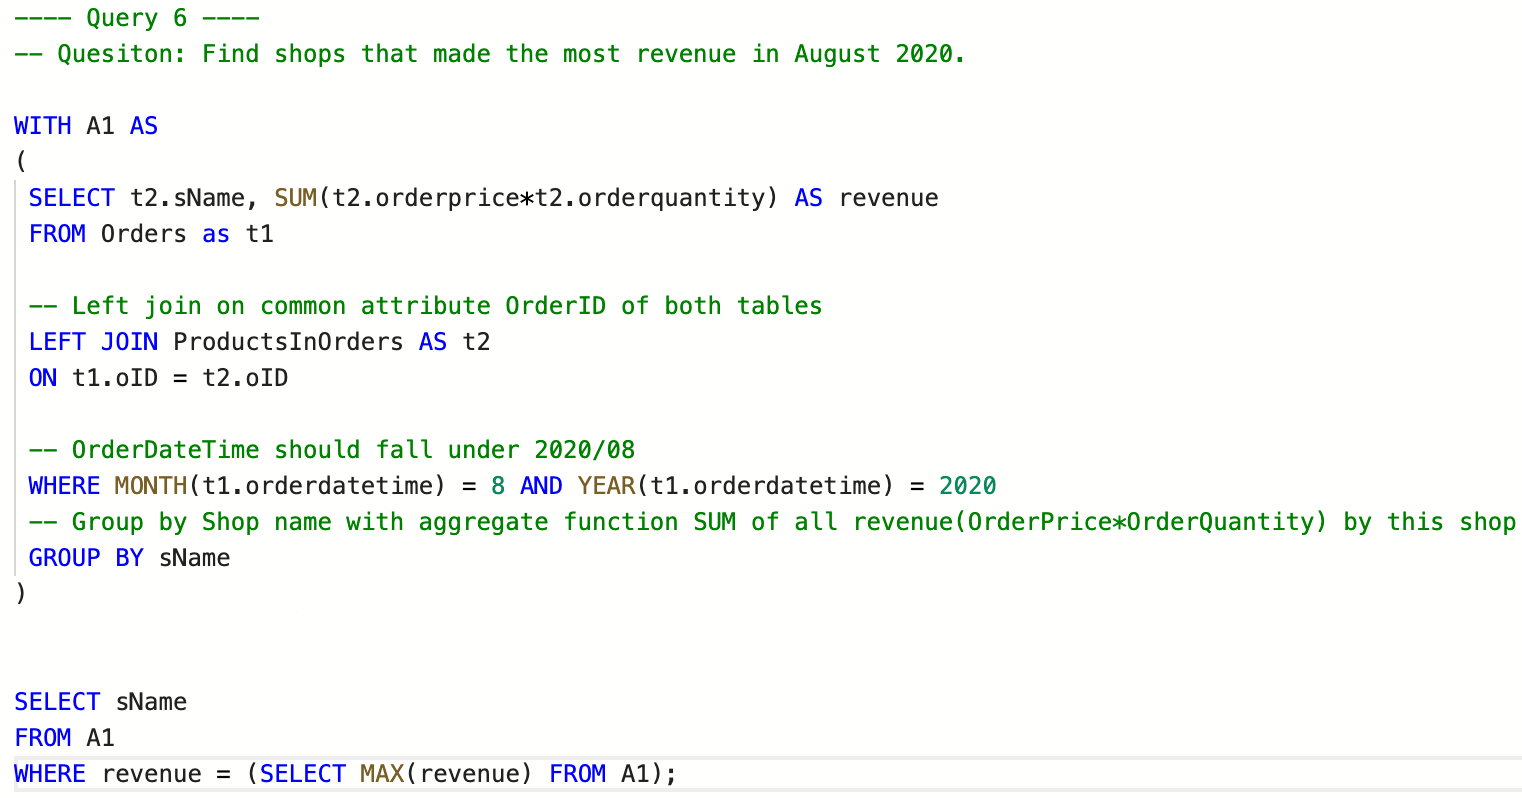 ---- Query 6 ----
-- Quesiton: Find shops that made the most revenue in August 2020.
WITH A1 AS
(
SELECT t2.sName, SUM(t2.orderprice*t2.orderquantity) AS revenue
FROM Orders as t1
-- Left join on common attribute OrderID of both tables
LEFT JOIN ProductsInOrders AS t2
ON t1.oID = t2.oID
-- OrderDateTime should fall under 2020/08
WHERE MONTH(t1.orderdatetime) = 8 AND YEAR(t1.orderdatetime) = 2020
-- Group by Shop name with aggregate function SUM of all revenue(OrderPrice*OrderQuantity) by this shop
GROUP BY sName
)
SELECT sName
FROM A1
WHERE revenue = (SELECT MAX(revenue) FROM A1);